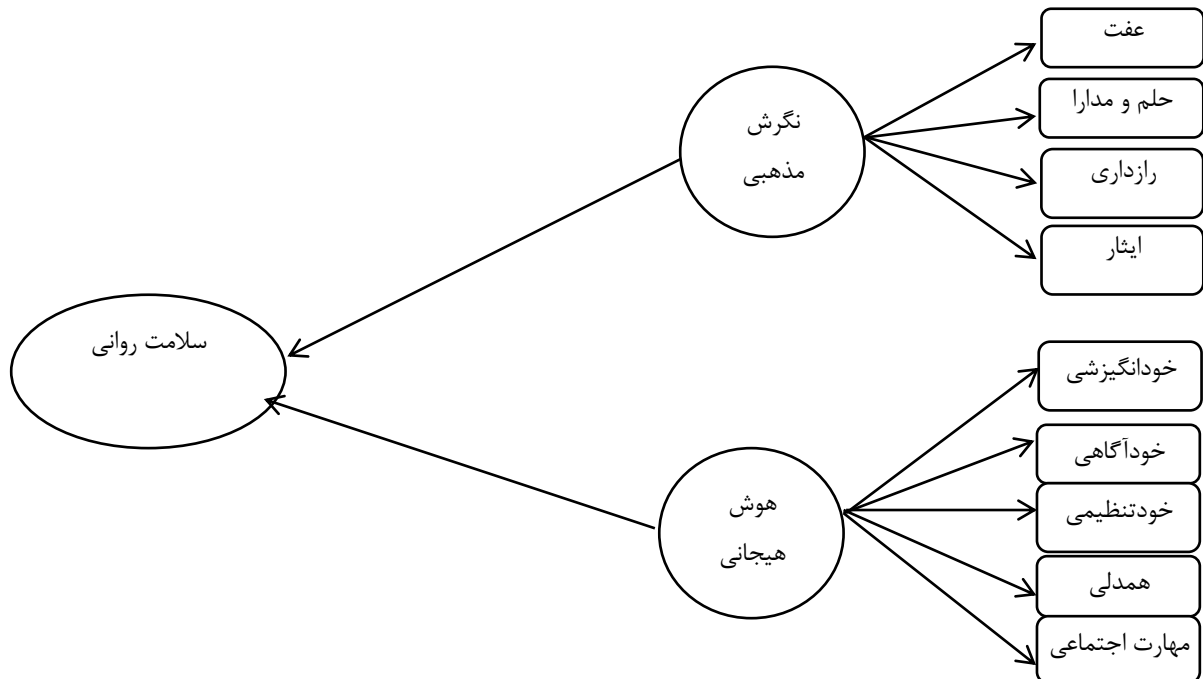 عفت
حلم و مدارا
رازداری
ایثار
نگرش
مذهبی
سلامت روانی
خودانگیزشی
خودآگاهی
خودتنظیمی
همدلی
مهارت اجتماعی
هوش
هیجانی